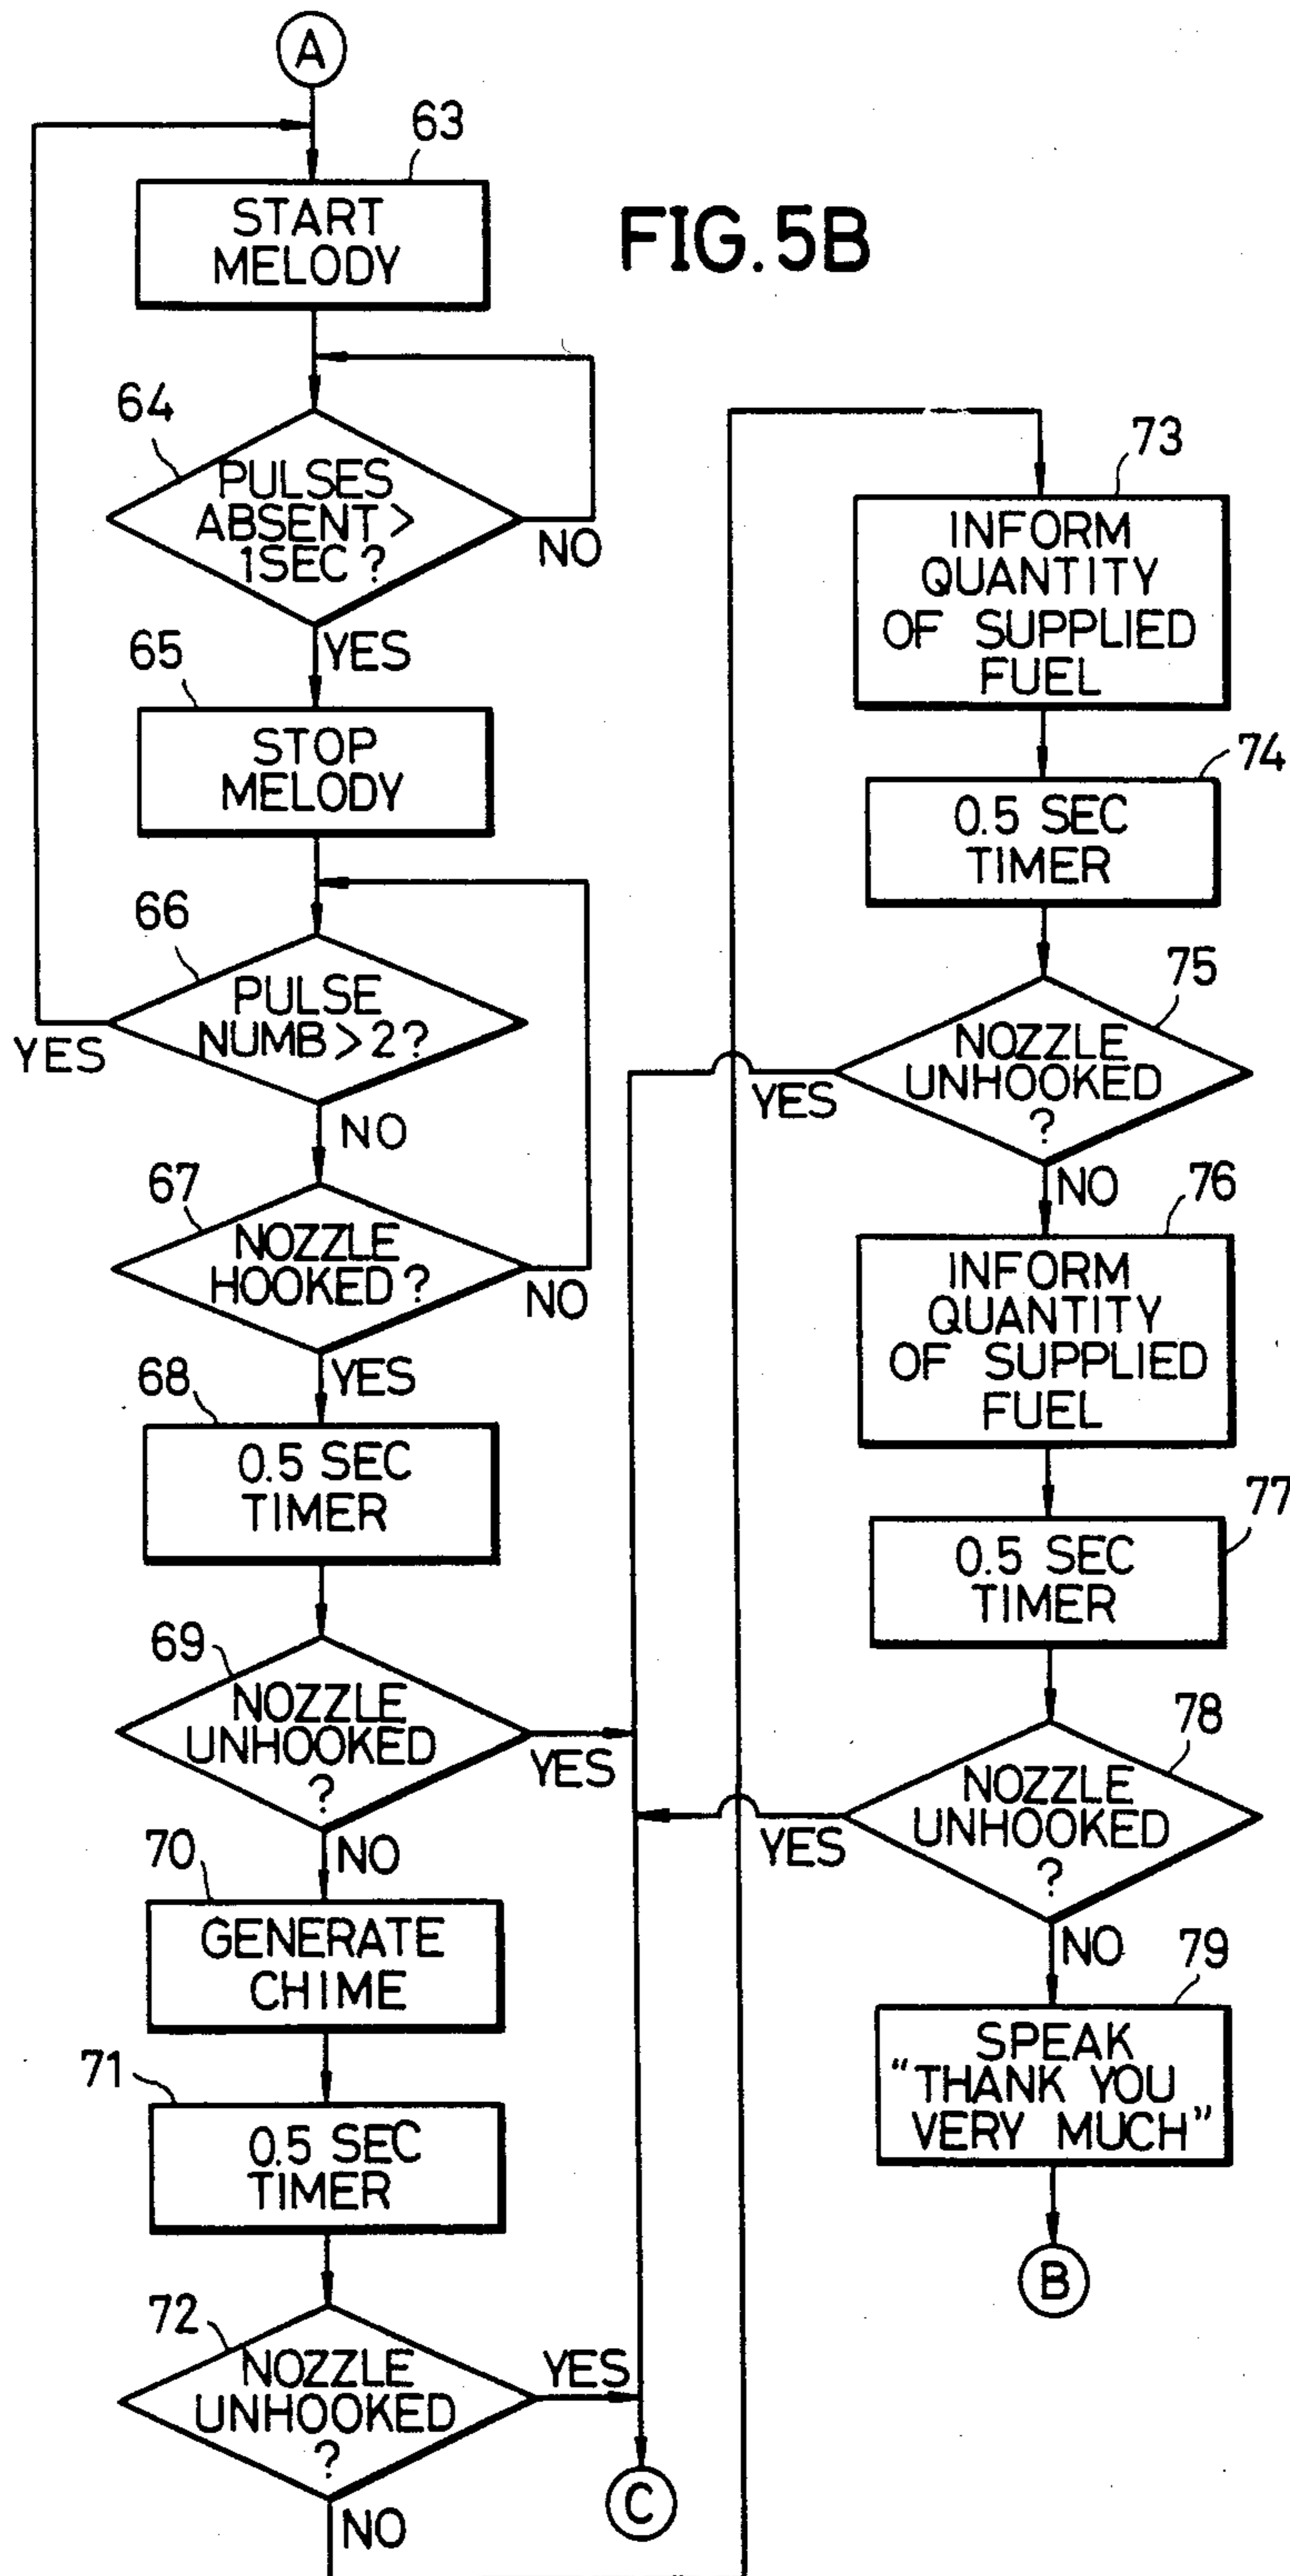 A
63
START
MELODY
FIG. 5B
64
PULSES
ABSENT >
1SEC ?
NO
YES
65
STOP
MELODY
66
PULSE
NUMB > 2?
YES
NO
67
NOZZLE
HOOKED ?
NO
YES
68
0.5 SEC
TIMER
69
NOZZLE
UNHOOKED
?
YES
NO
70
GENERATE
CHIME
71
0.5 SEC
TIMER
72
NOZZLE
UNHOOKED
?
YES
NO
C
73
INFORM
QUANTITY
OF SUPPLIED
FUEL
74
0.5 SEC
TIMER
75
NOZZLE
UNHOOKED
?
YES
NO
76
INFORM
QUANTITY
OF SUPPLIED
FUEL
77
0.5 SEC
TIMER
78
NOZZLE
UNHOOKED
?
YES
NO
79
SPEAK
"THANK YOU
VERY MUCH"
B